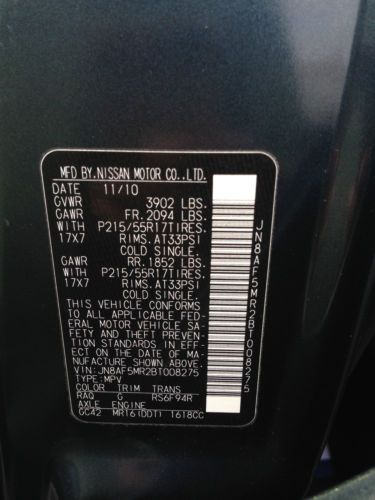 MFD BY.NISSAN MOTOR CO.,LTD.
DATE 11/10
GVWR 3902 LBS.
GAWR FR.2094 LBS.
WITH P215/55R17TIRES.
17X7 RIMS.AT33PSI
COLD SINGLE.
GAWR RR.1852 LBS.
WITH P215/55R17TIRES.
17X7 RIMS.AT33PSI
COLD SINGLE.
THIS VEHICLE CONFORMS
TO ALL APPLICABLE FED-
ERAL MOTOR VEHICLE SA-
FETY AND THEFT PREVEN-
TION STANDARDS IN EFF-
ECT ON THE DATE OF MA-
NUFACTURE SHOWN ABOVE.
VIN: JN8AF5MR2BT008275
TYPE:MPV
COLOR TRIM TRANS
RAQ G RS6F94R
AXLE ENGINE
GC42 MR16(DDT) 1618CC
JN8AF5MR2BT008275